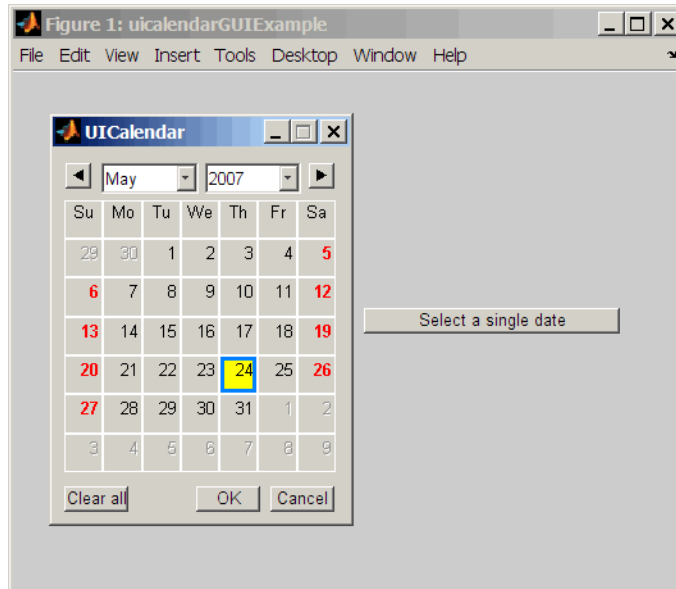 Figure 1: uicalendarGUIExample
File Edit View Insert Tools Desktop Window Help
UICalendar
May 2007
Su Mo Tu We Th Fr Sa
29 30 1 2 3 4 5
6 7 8 9 10 11 12
13 14 15 16 17 18 19
Select a single date
20 21 22 23 24 25 26
27 28 29 30 31 1 2
3 4 5 6 7 8 9
Clear all OK Cancel